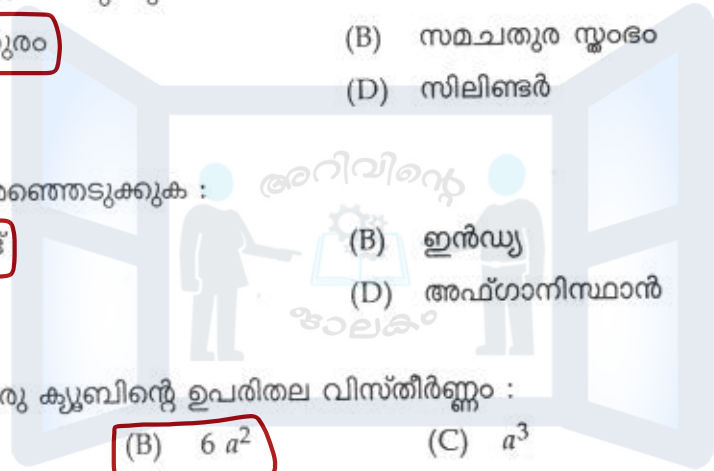 (B) സമചതുര സ്തംഭം
(D) സിലിണ്ടർ
അറിവിന്റെ
(B) ഇൻഡ്യ
(D) അഫ്ഗാനിസ്ഥാൻ
ജാലകം
ക്യൂബിന്റെ ഉപരിതല വിസ്തീർണ്ണം :
(B) 6 a² (C) a³